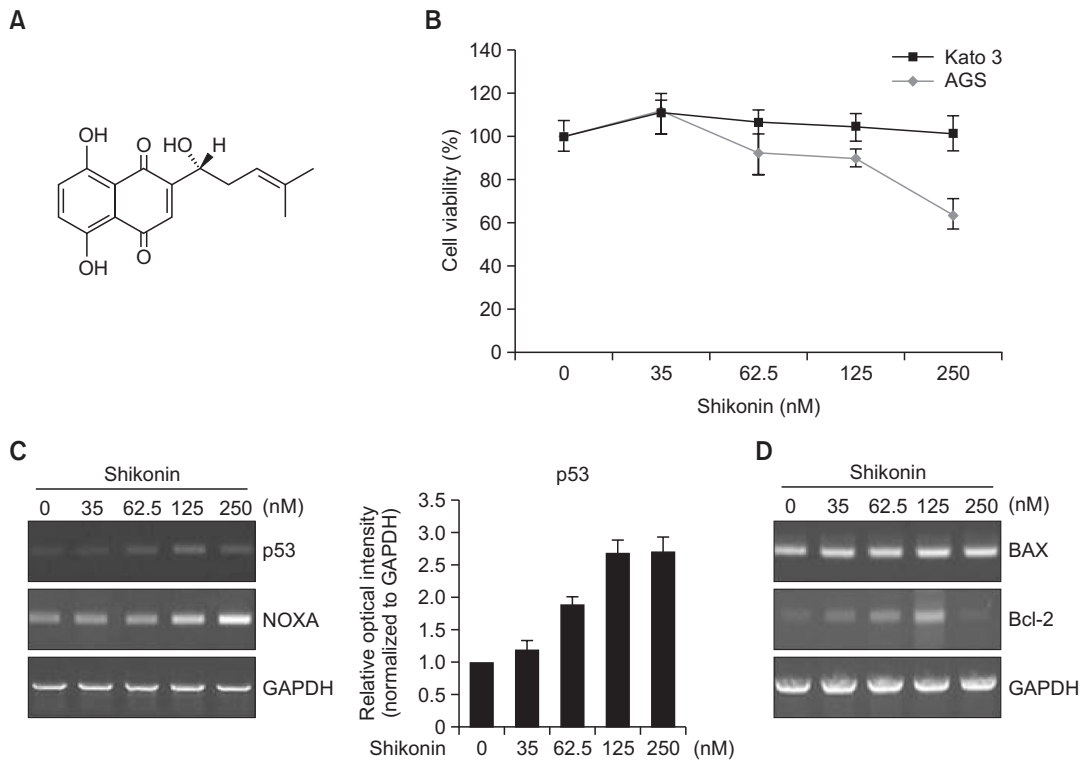 A
OH
O
HO H
O
OH
B
140
120
100
80
60
40
20
0
Cell viability (%)
Kato 3
AGS
0 35 62.5 125 250
Shikonin (nM)
C
Shikonin
0 35 62.5 125 250 (nM)
p53
NOXA
GAPDH
p53
3.5
3.0
2.5
2.0
1.5
1.0
0.5
0
Relative optical intensity
(normalized to GAPDH)
Shikonin 0 35 62.5 125 250 (nM)
D
Shikonin
0 35 62.5 125 250 (nM)
BAX
Bcl-2
GAPDH